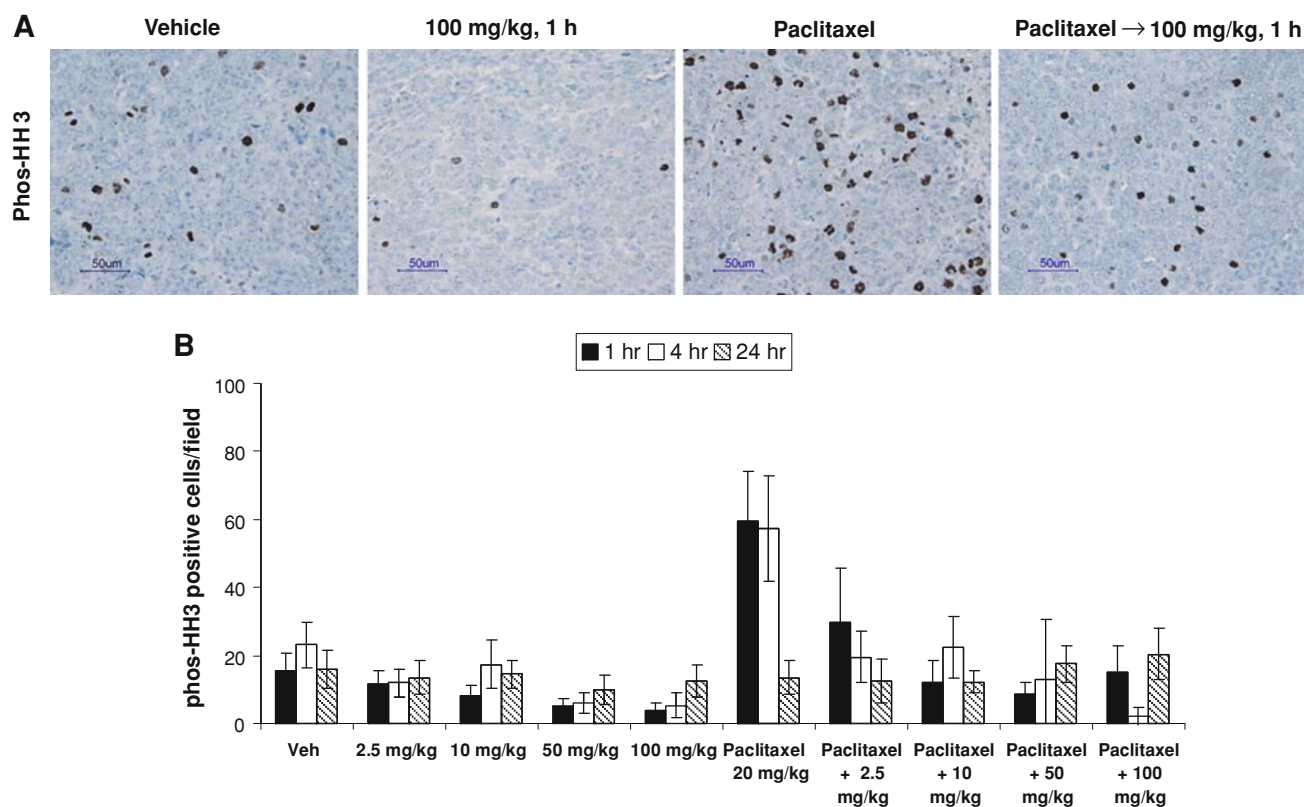 A
Vehicle
100 mg/kg, 1 h
Paclitaxel
Paclitaxel → 100 mg/kg, 1 h
Phos-HH 3
50um
50um
50um
50um
B
1 hr 4 hr 24 hr
phos-HH3 positive cells/field
100
80
60
40
20
0
Veh
2.5 mg/kg
10 mg/kg
50 mg/kg
100 mg/kg
Paclitaxel
20 mg/kg
Paclitaxel
+ 2.5
mg/kg
Paclitaxel
+ 10
mg/kg
Paclitaxel
+ 50
mg/kg
Paclitaxel
+ 100
mg/kg